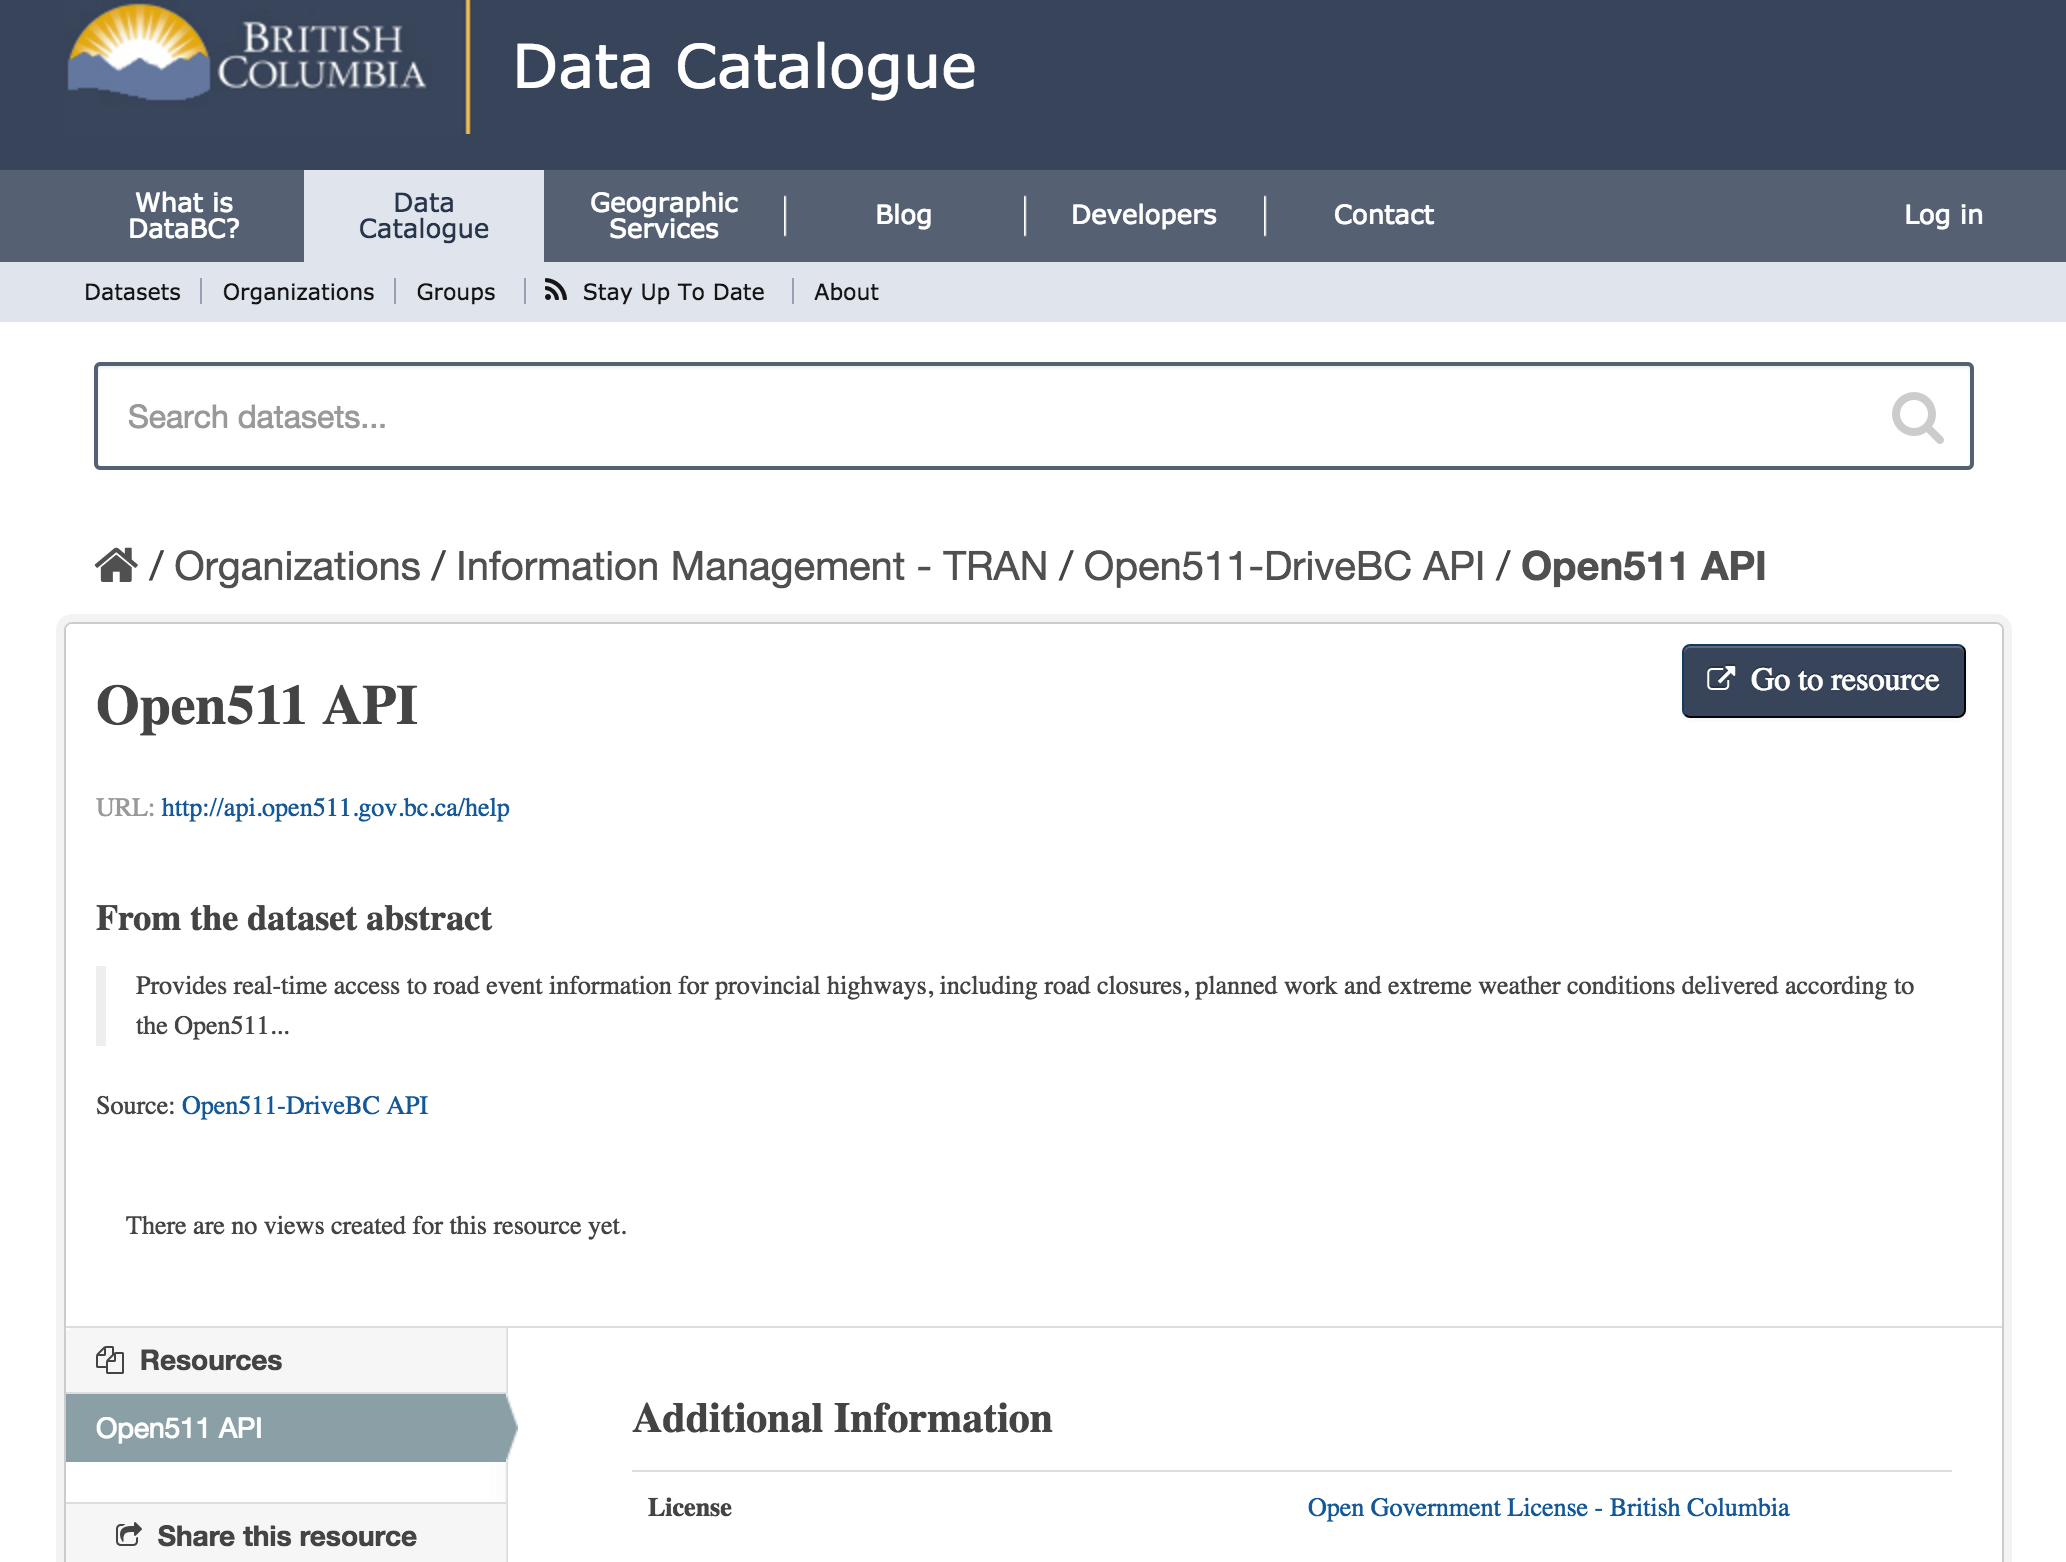 BRITISH
COLUMBIA
Data Catalogue
What is
DataBC?
Data
Catalogue
Geographic
Services
Blog
Developers
Contact
Log in
Datasets
Organizations
Groups
Stay Up To Date
About
Search datasets...
/ Organizations / Information Management - TRAN / Open511-DriveBC API / Open511 API
Open511 API
Go to resource
URL: http://api.open511.gov.bc.ca/help
From the dataset abstract
Provides real-time access to road event information for provincial highways, including road closures, planned work and extreme weather conditions delivered according to
the Open511...
Source: Open511-DriveBC API
There are no views created for this resource yet.
Resources
Open511 API
Share this resource
Additional Information
License
Open Government License - British Columbia